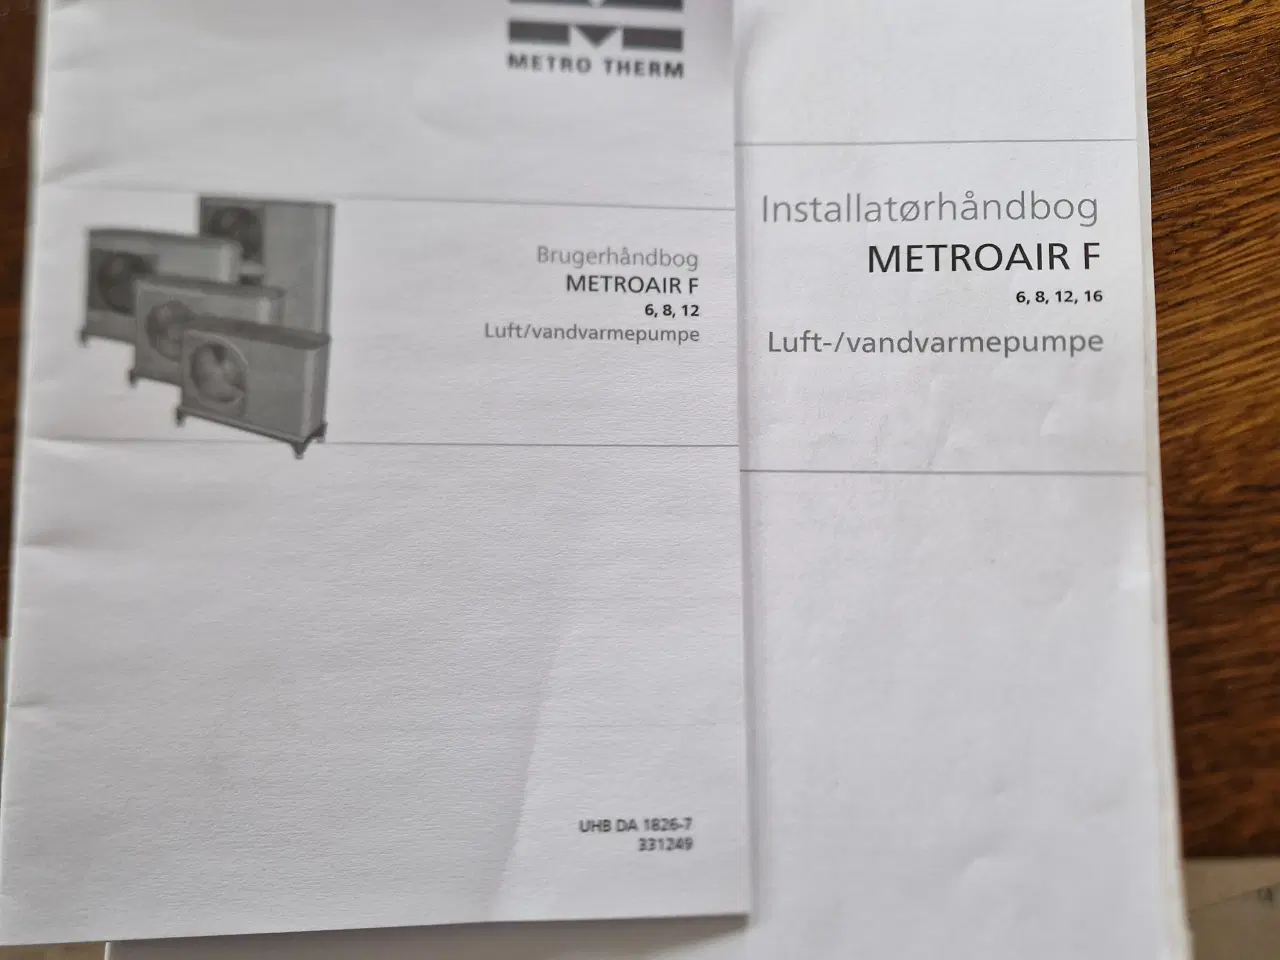 METRO THERM
Brugerhåndbog
METROAIR F
6, 8, 12
Luft/vandvarmepumpe
UHB DA 1826-7
331249
Installatørhåndbog
METROAIR F
6, 8, 12, 16
Luft-/vandvarmepumpe